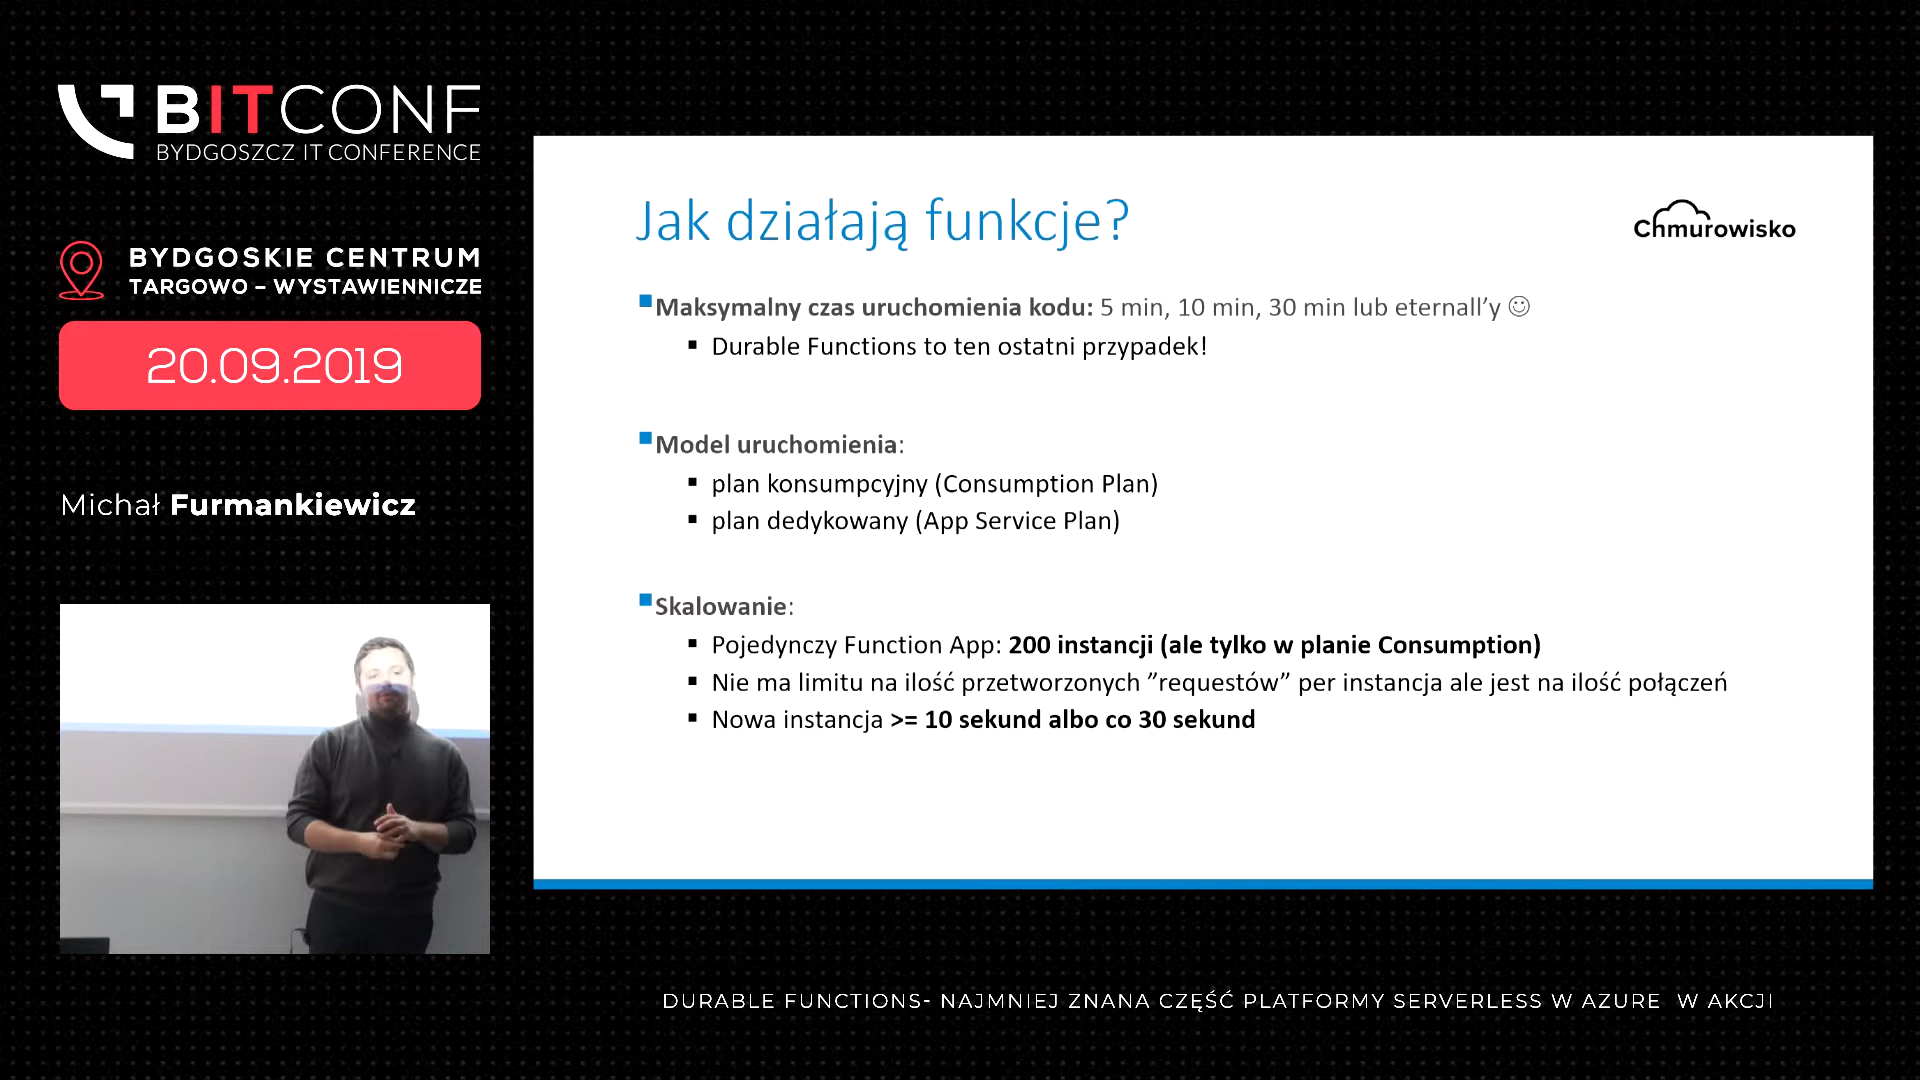 BITCONF
BYDGOSZCZ IT CONFERENCE
BYDGOSKIE CENTRUM
TARGOWO – WYSTAWIENNICZE
20.09.2019
Michał Furmankiewicz
Jak działają funkcje?
Chmurowisko
Maksymalny czas uruchomienia kodu: 5 min, 10 min, 30 min lub eternall’y ☺
Durable Functions to ten ostatni przypadek!
Model uruchomienia:
plan konsumpcyjny (Consumption Plan)
plan dedykowany (App Service Plan)
Skalowanie:
Pojedynczy Function App: 200 instancji (ale tylko w planie Consumption)
Nie ma limitu na ilość przetworzonych ”requestów” per instancja ale jest na ilość połączeń
Nowa instancja >= 10 sekund albo co 30 sekund
DURABLE FUNCTIONS- NAJMNIEJ ZNANA CZĘŚĆ PLATFORMY SERVERLESS W AZURE W AKCJI